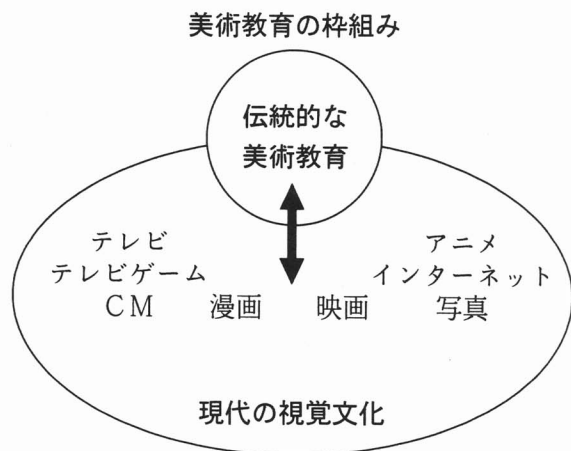 美術教育の枠組み
伝統的な
美術教育
テレビ
テレビゲーム
CM
漫画
映画
アニメ
インターネット
写真
現代の視覚文化